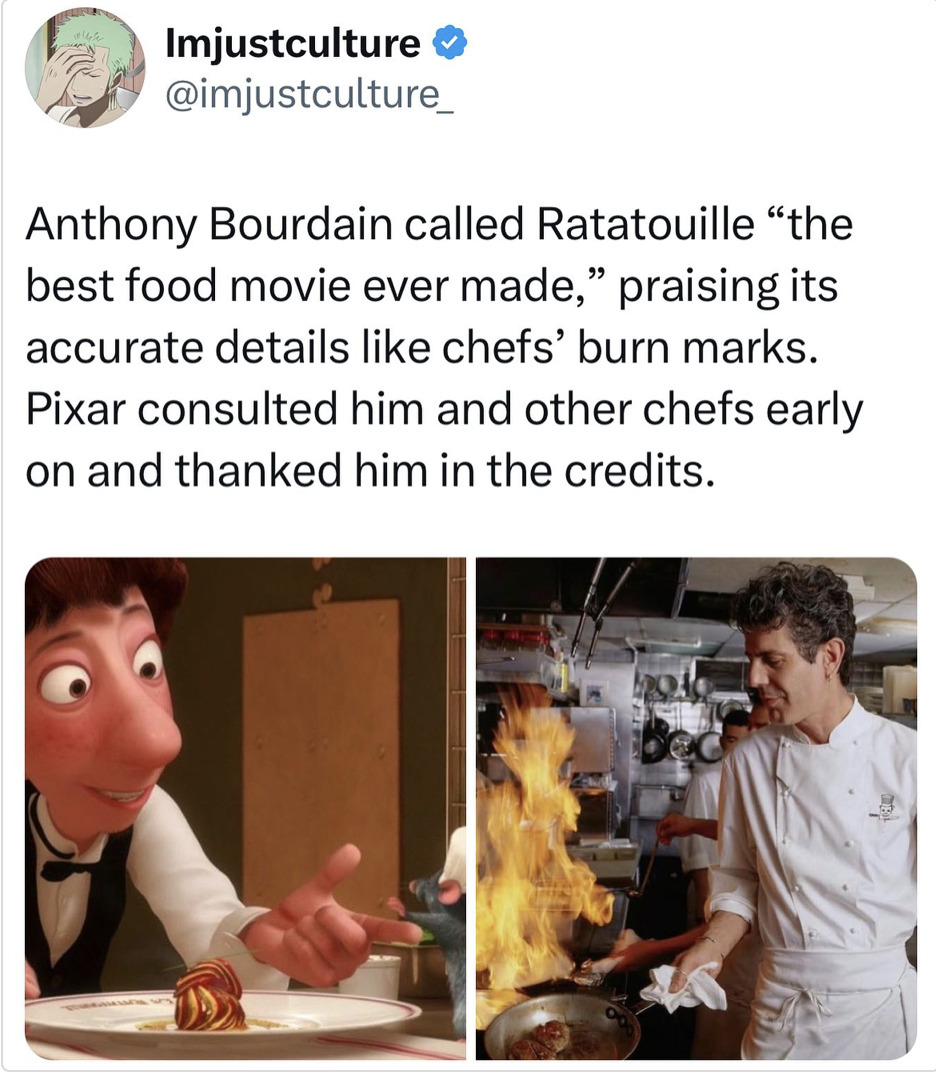 Imjustculture
@imjustculture_
Anthony Bourdain called Ratatouille “the
best food movie ever made,” praising its
accurate details like chefs’ burn marks.
Pixar consulted him and other chefs early
on and thanked him in the credits.